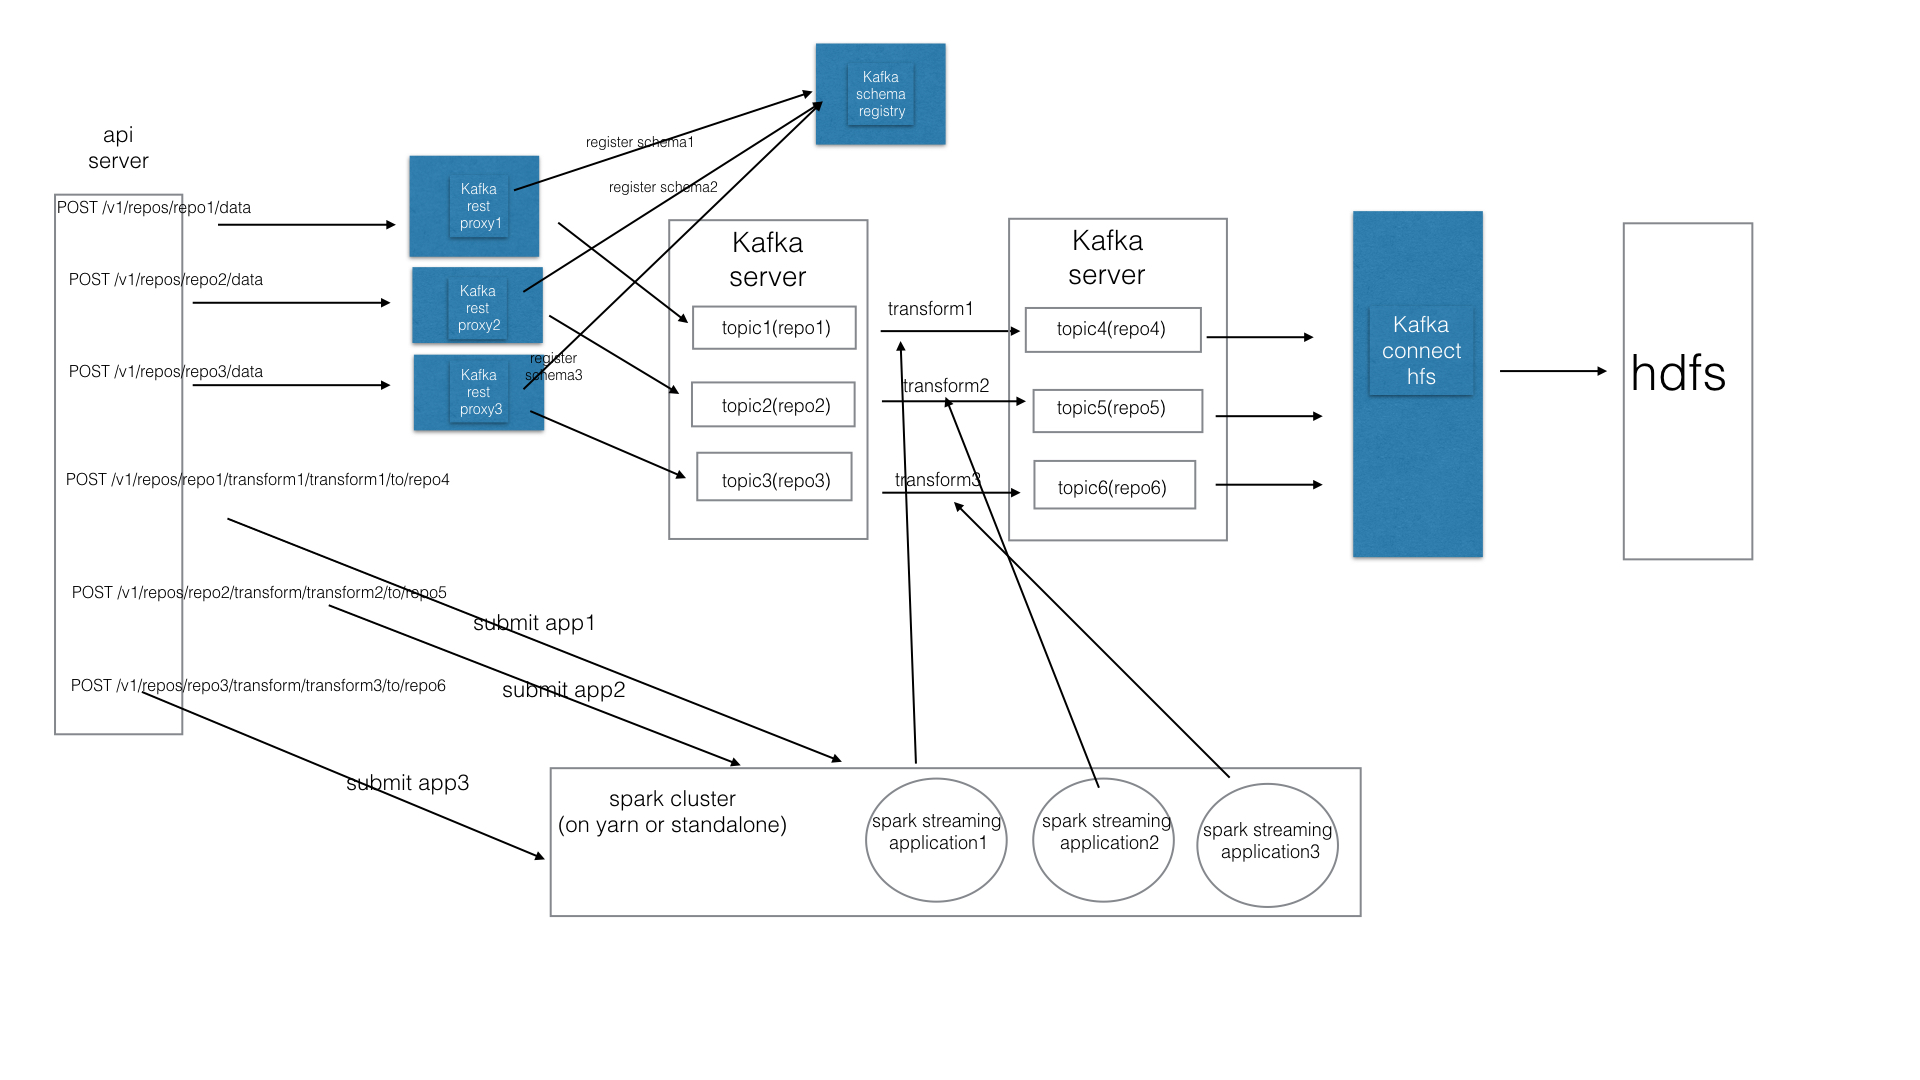 Kafka
schema
registry
api
server
register schema1
register schema2
POST /v1/repos/repo1/data
Kafka
rest
proxy1
Kafka
server
Kafka
server
POST /v1/repos/repo2/data
Kafka
rest
proxy2
transform1
topic1(repo1)
topic4(repo4)
Kafka
connect
hfs
hdfs
POST /v1/repos/repo3/data
register
schema3
Kafka
rest
proxy3
transform2
topic2(repo2)
topic5(repo5)
POST /v1/repos/repo1/transform1/transform1/to/repo4
topic3(repo3)
transform3
topic6(repo6)
POST /v1/repos/repo2/transform/transform2/to/repo5
submit app1
POST /v1/repos/repo3/transform/transform3/to/repo6
submit app2
submit app3
spark cluster
(on yarn or standalone)
spark streaming
application1
spark streaming
application2
spark streaming
application3